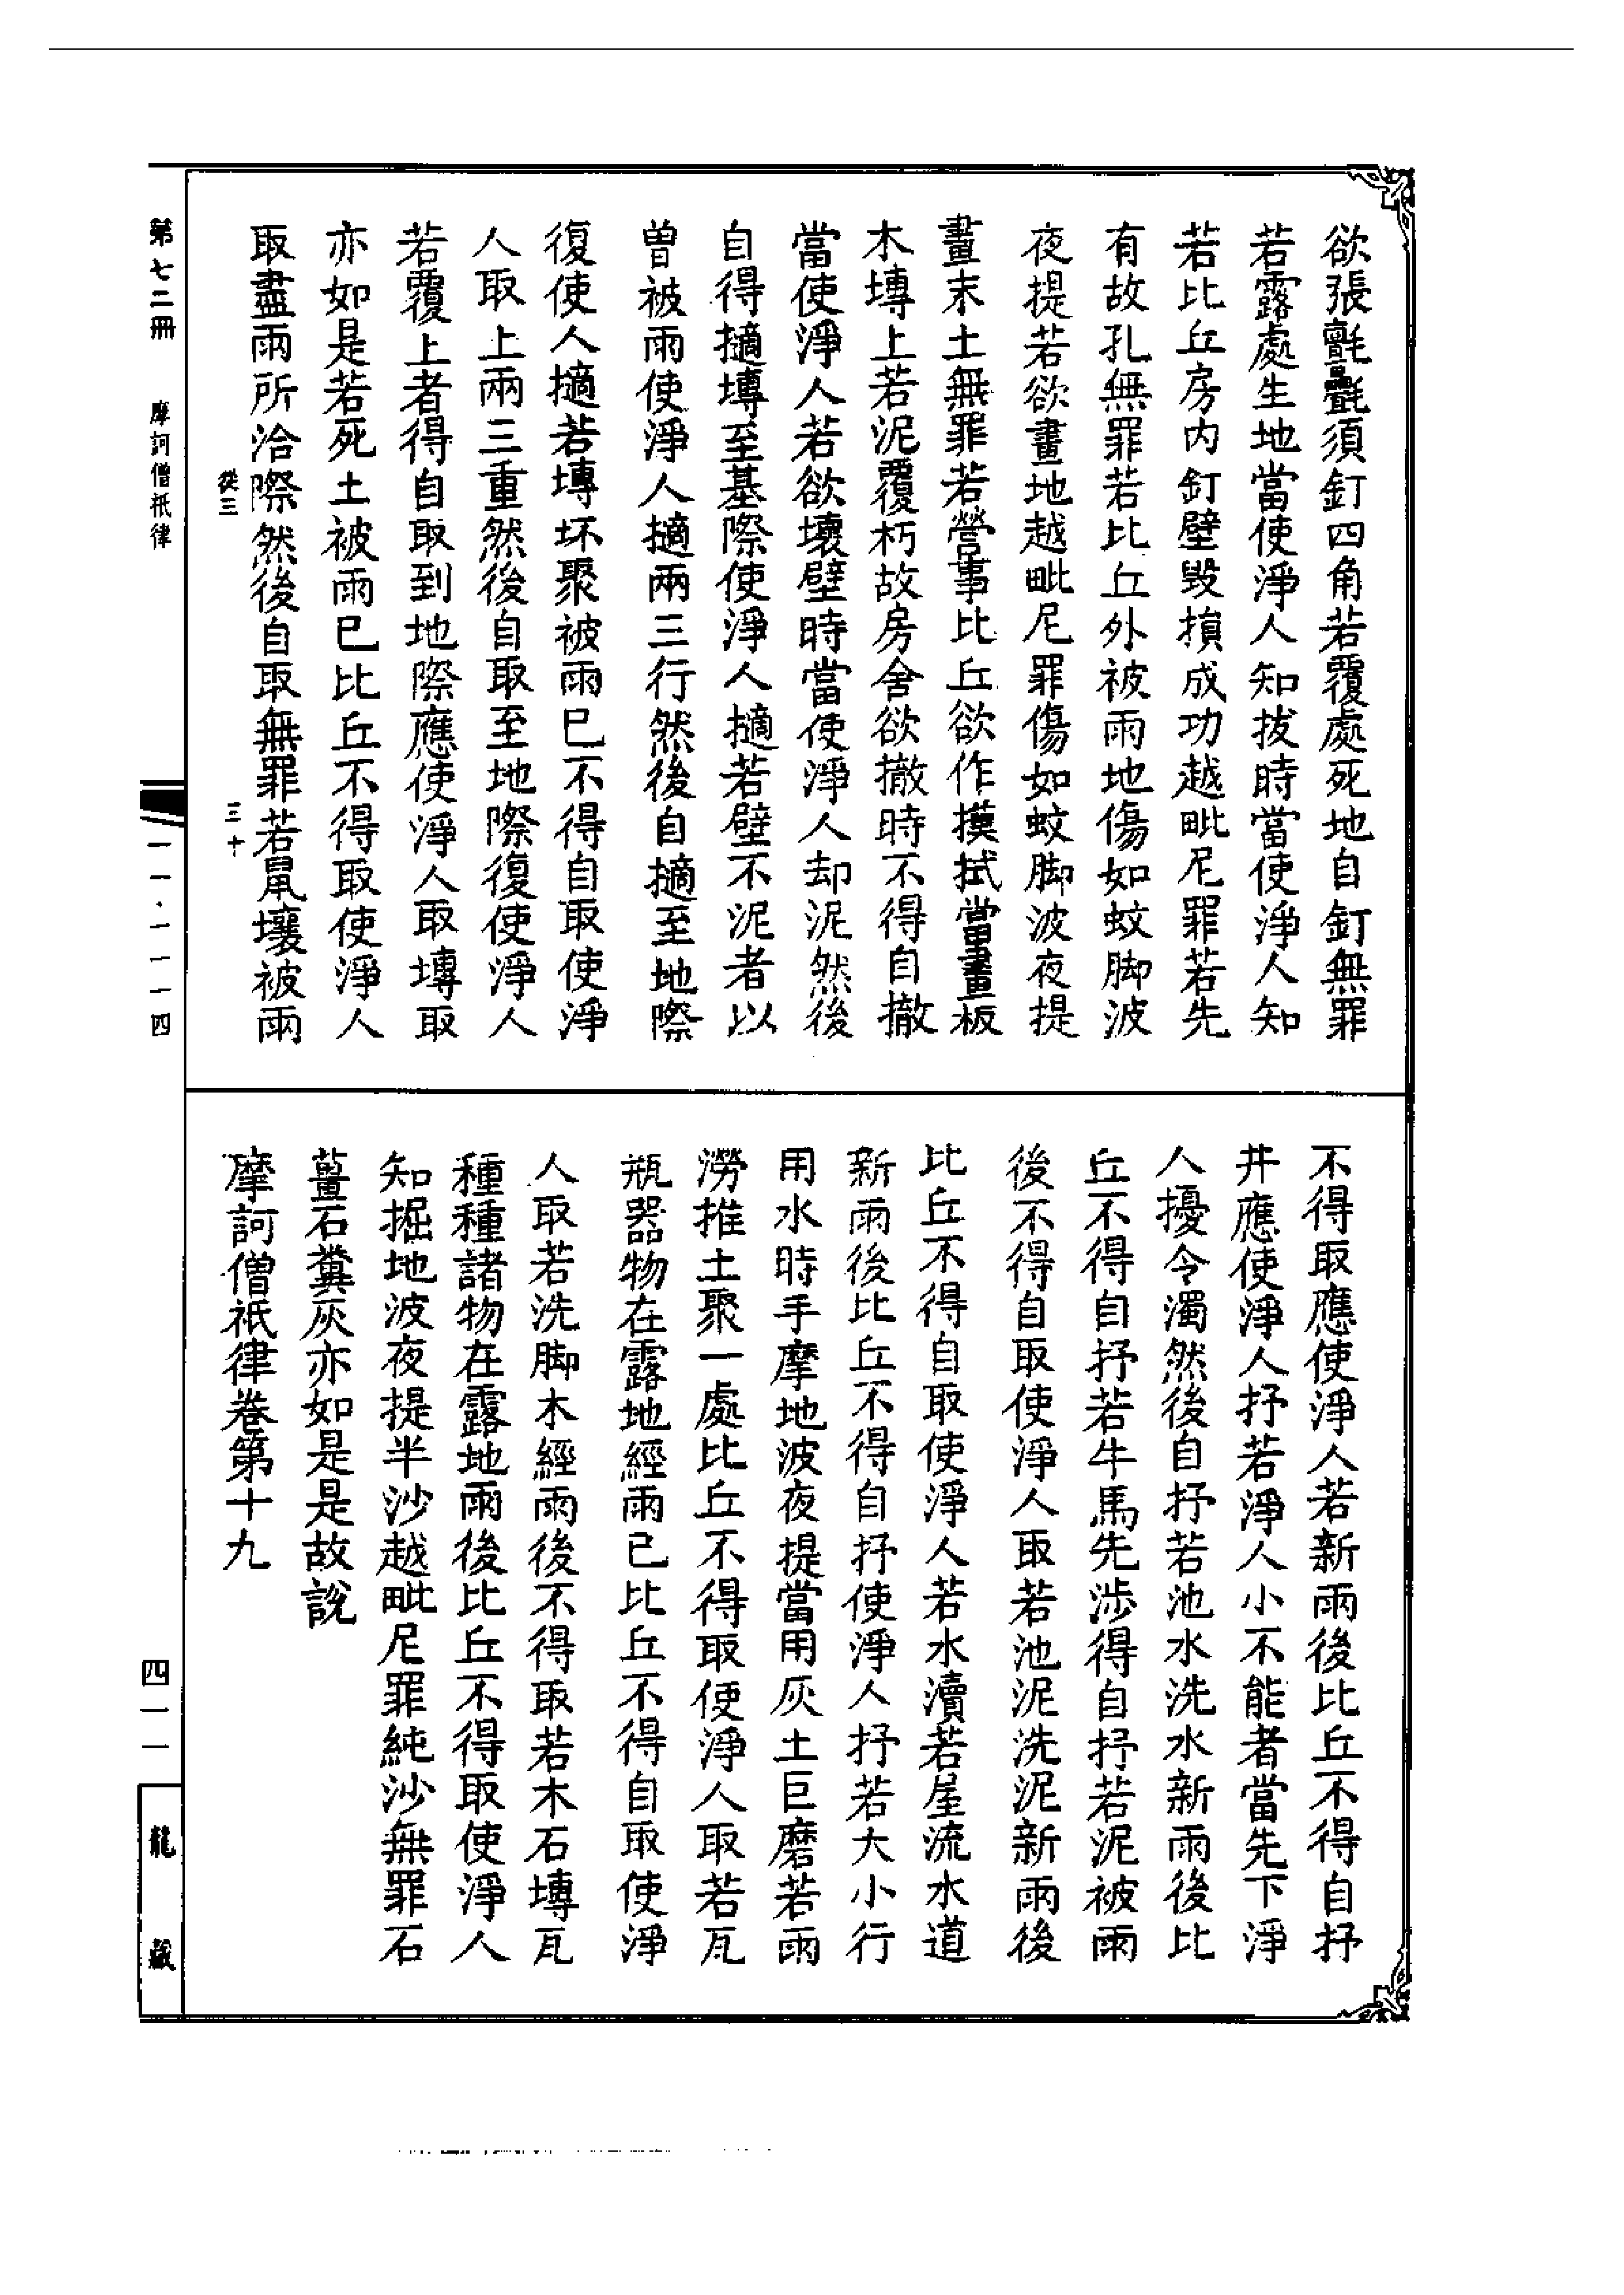 欲張氈氎須釘四角若覆處死地自釘無罪
若露處生地當使淨人知拔時當使淨人知
若比丘房內釘壁毀損成功越毗尼罪若先
有故孔無罪若比丘外被雨地傷如蚊脚波
夜提若欲畫地越毗尼罪傷如蚊脚波夜提
畫末土無罪若營事比丘欲作摸拭當畫板
木塼上若泥覆朽故房舍欲撤時不得自撤
當使淨人若欲壞壁時當使淨人却泥然後
自得擿塼至基際使淨人擿若壁不泥者以
曾被雨使淨人擿兩三行然後自擿至地際
復使人擿若塼坏聚被雨已不得自取使淨
人取上兩三重然後自取至地際復使淨人
若覆上者得自取到地際應使淨人取塼取
亦如是若死土被雨已比丘不得取使淨人
取盡雨所洽際然後自取無罪若鼠壤被雨
不得取應使淨人若新雨後比丘不得自抒
井應使淨人抒若淨人小不能者當先下淨
人擾令濁然後自抒若池水洗水新雨後比
丘不得自抒若牛馬先涉得自抒若泥被雨
後不得自取使淨人取若池泥洗泥新雨後
比丘不得自取使淨人若水瀆若屋流水道
新雨後比丘不得自抒使淨人抒若大小行
用水時手摩地波夜提當用灰土巨磨若雨
澇推土聚一處比丘不得取使淨人取若瓦
瓶器物在露地經雨已比丘不得自取使淨
人取若洗脚木經雨後不得取若木石塼瓦
種種諸物在露地雨後比丘不得取使淨人
知掘地波夜提半沙越毗尼罪純沙無罪石
薑石糞灰亦如是是故說
摩訶僧祇律卷第十九
從三
三十
第七二冊
摩訶僧祇律
一一·一一一四
四一一
龍藏